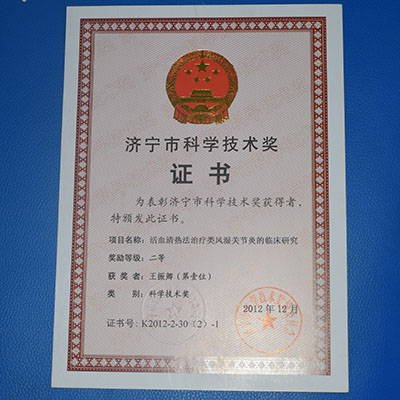 济宁市科学技术奖
证书
为表彰济宁市科学技术奖获得者，
特颁发此证书。
项目名称：活血清热法治疗类风湿关节炎的临床研究
奖励等级：二等
获奖者：王振卿（第壹位）
类别：科学技术奖
2012年12月
证书号：K2012-2-30（2）-1